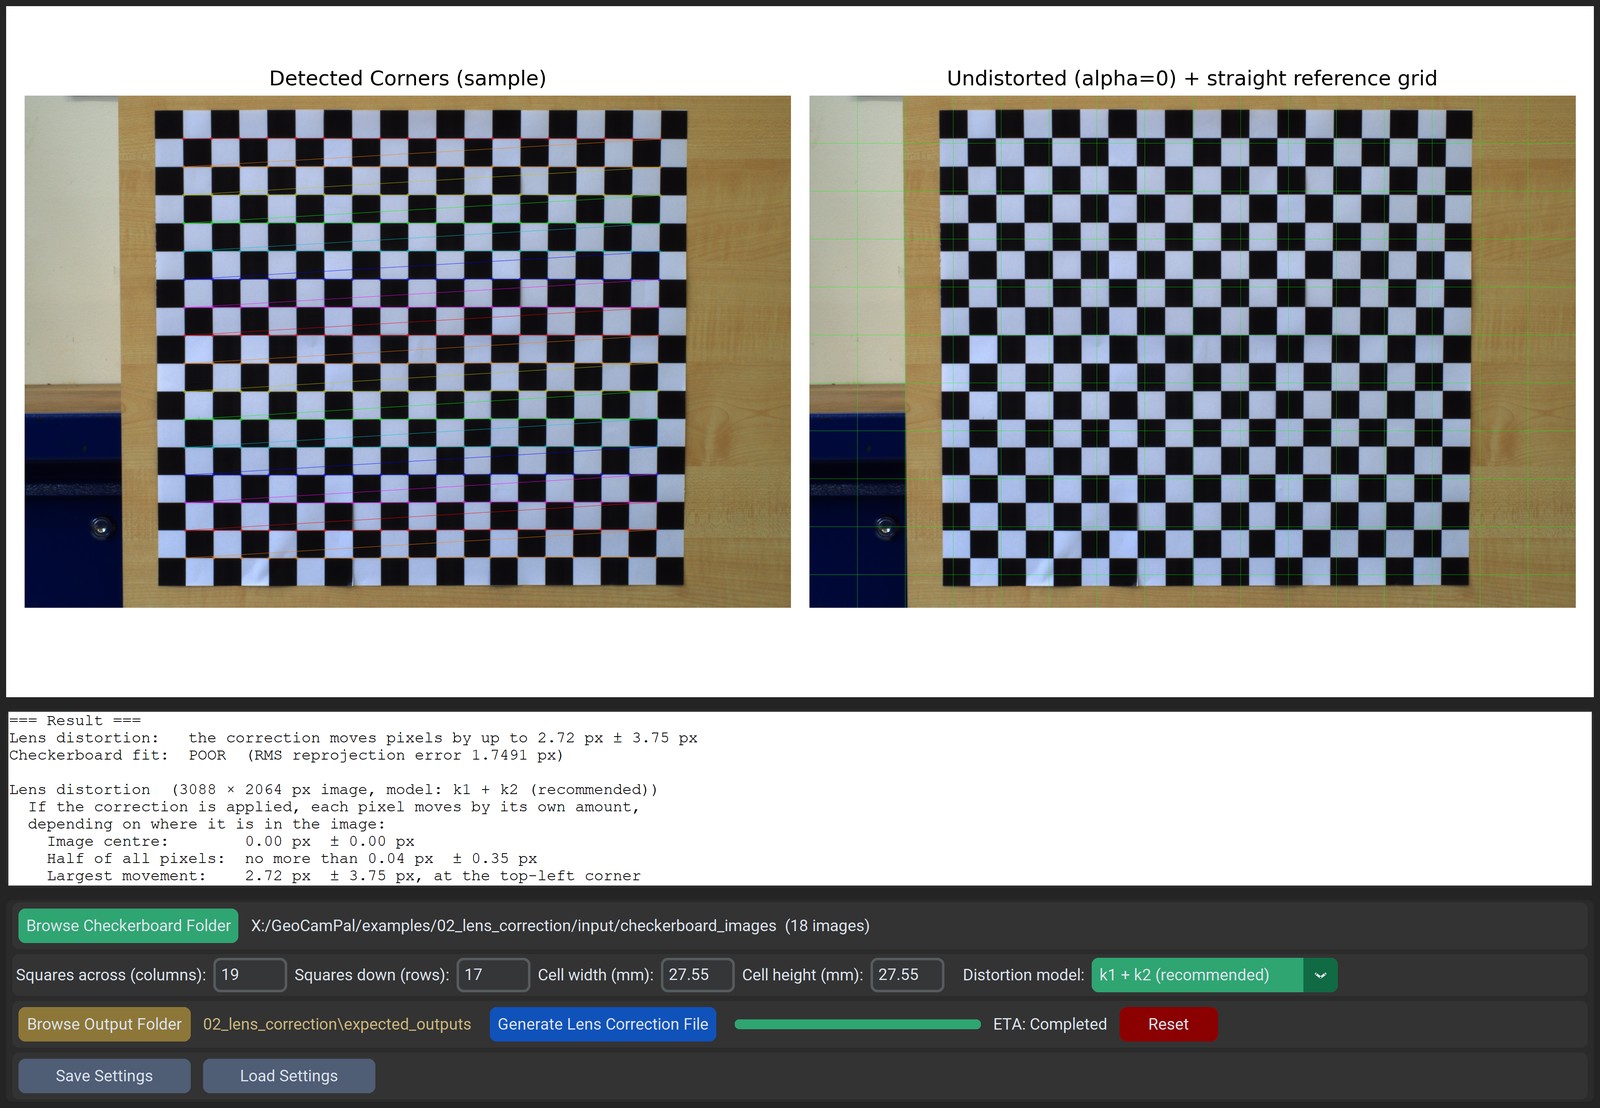 Detected Corners (sample)
Undistorted (alpha=0) + straight reference grid
=== Result ===
Lens distortion:   the correction moves pixels by up to 2.72 px ± 3.75 px
Checkerboard fit:  POOR  (RMS reprojection error 1.7491 px)
Lens distortion  (3088 × 2064 px image, model: k1 + k2 (recommended))
If the correction is applied, each pixel moves by its own amount,
depending on where it is in the image:
Image centre:        0.00 px  ± 0.00 px
Half of all pixels:  no more than 0.04 px  ± 0.35 px
Largest movement:    2.72 px  ± 3.75 px, at the top-left corner
Browse Checkerboard Folder X:/GeoCamPal/examples/02_lens_correction/input/checkerboard_images  (18 images)
Squares across (columns): 19 Squares down (rows): 17 Cell width (mm): 27.55 Cell height (mm): 27.55 Distortion model: k1 + k2 (recommended)
Browse Output Folder 02_lens_correction\expected_outputs Generate Lens Correction File ETA: Completed Reset
Save Settings Load Settings